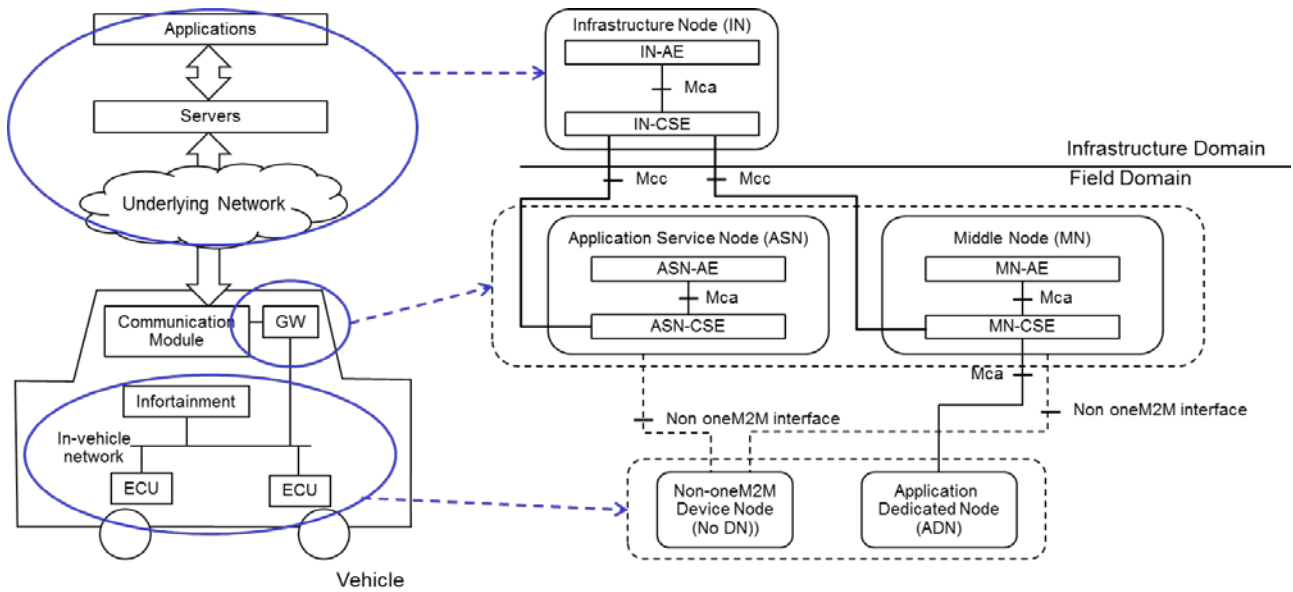 Applications
Servers
Underlying Network
Communication
Module
GW
Infortainment
In-vehicle
network
ECU
ECU
Vehicle
Infrastructure Node (IN)
IN-AE
Mca
IN-CSE
Infrastructure Domain
Mcc
Mcc
Field Domain
Application Service Node (ASN)
ASN-AE
Mca
ASN-CSE
Middle Node (MN)
MN-AE
Mca
MN-CSE
Mca
Non oneM2M interface
Non oneM2M interface
Non-oneM2M
Device Node
(No DN))
Application
Dedicated Node
(ADN)